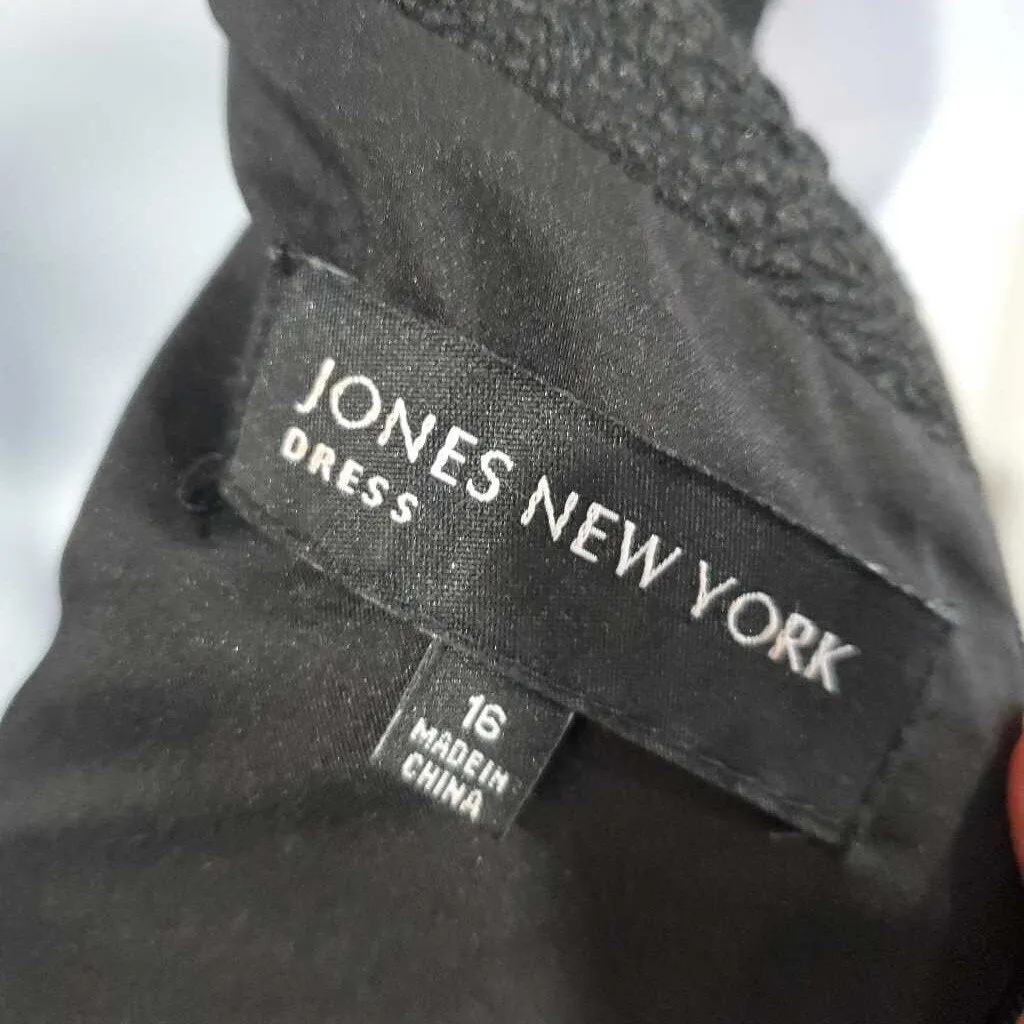 JONES NEW YORK
DRESS
16
MADE IN
CHINA